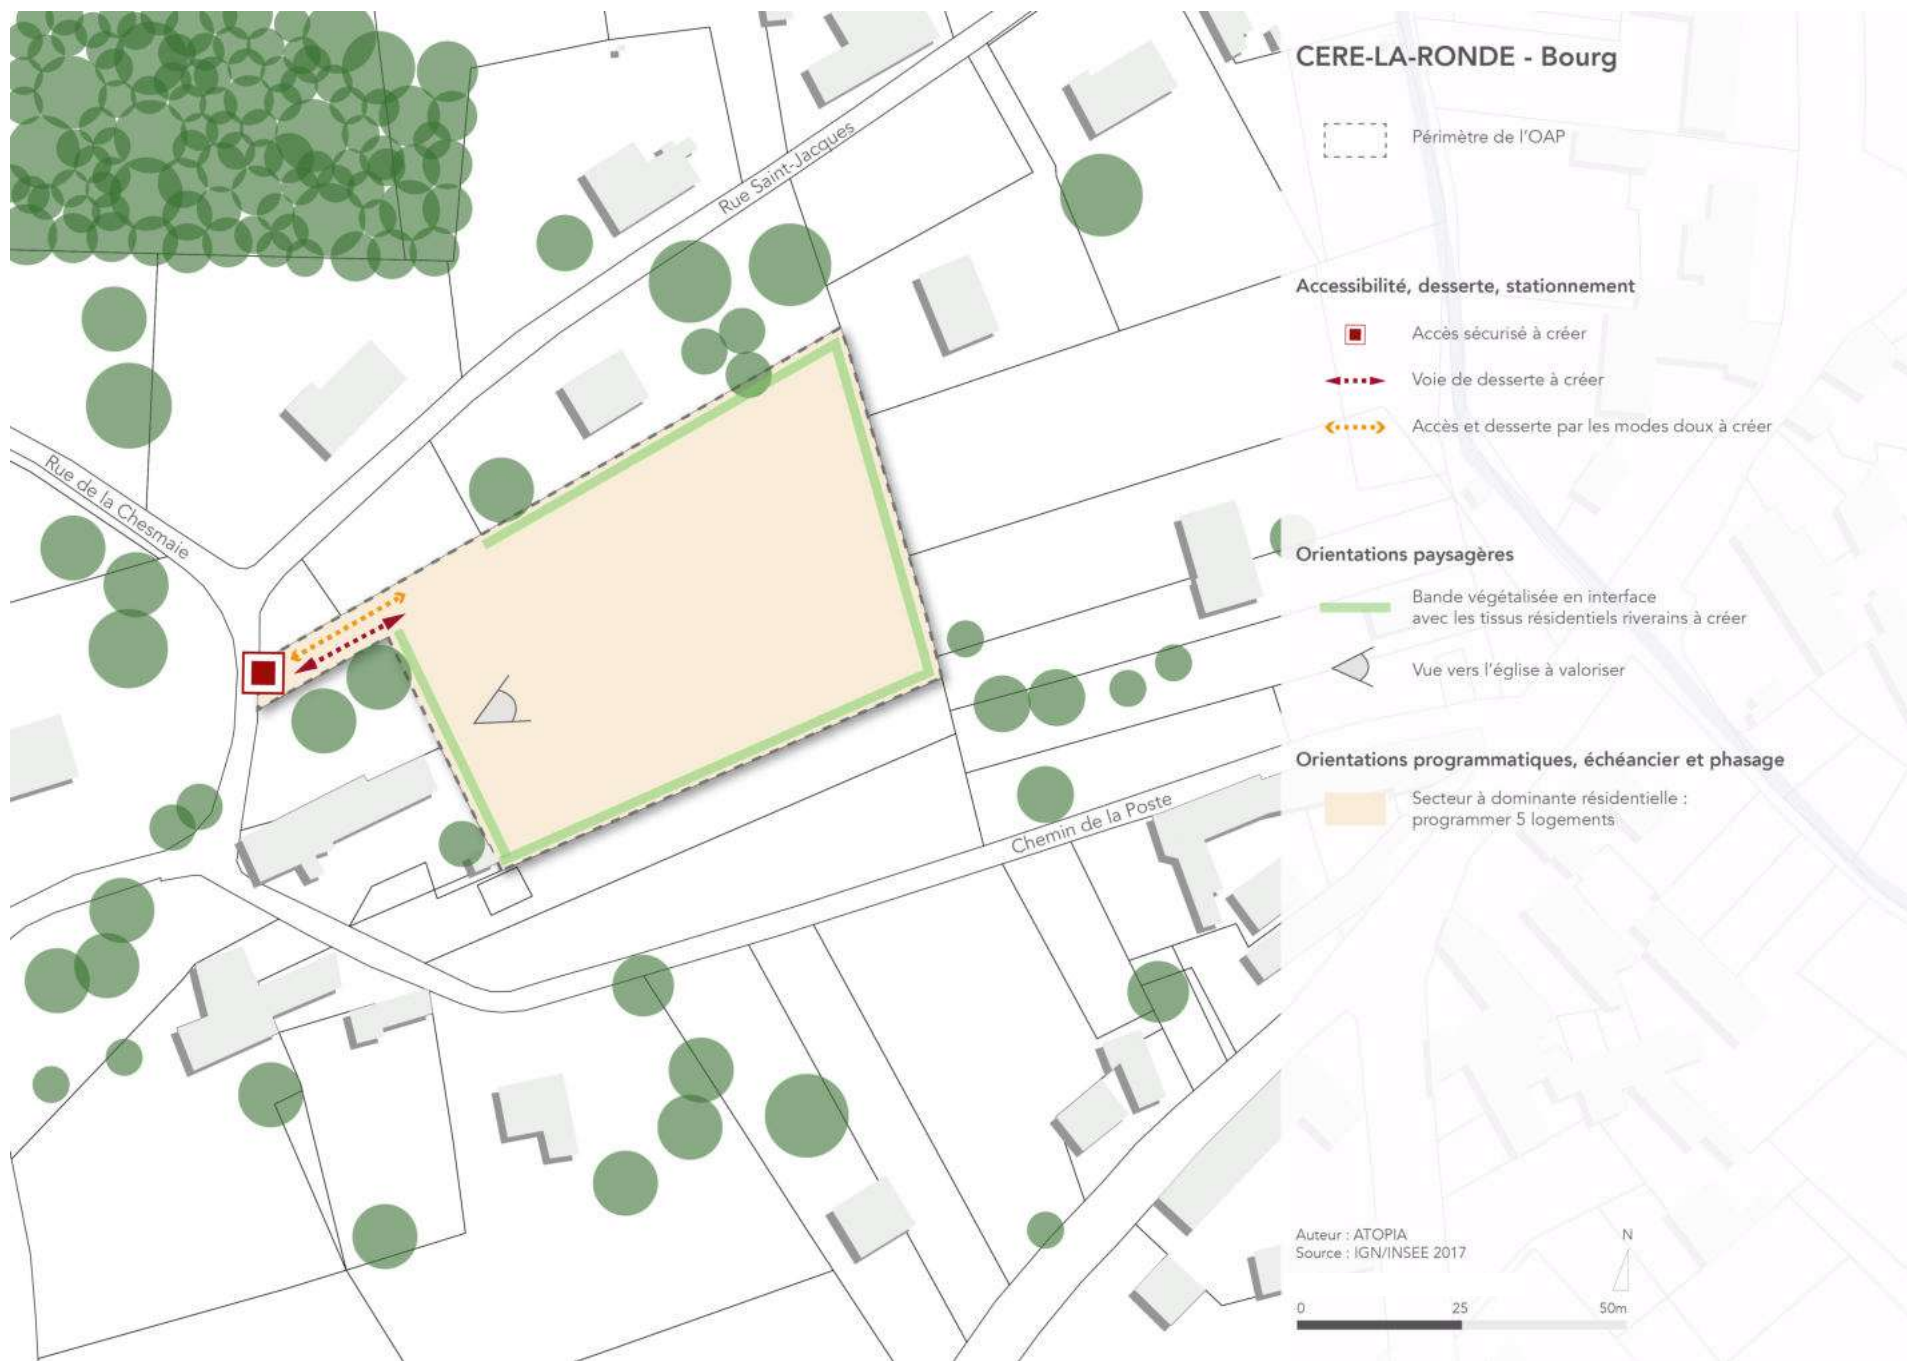 CERE-LA-RONDE - Bourg
Périmètre de l'OAP
Accessibilité, desserte, stationnement
Accès sécurisé à créer
Voie de desserte à créer
Accès et desserte par les modes doux à créer
Orientations paysagères
Bande végétalisée en interface
avec les tissus résidentiels riverains à créer
Vue vers l'église à valoriser
Orientations programmatiques, échéancier et phasage
Secteur à dominante résidentielle :
programmer 5 logements
Rue Saint-Jacques
Rue de la Chesmaie
Chemin de la Poste
Auteur : ATOPIA
Source : IGN/INSEE 2017
N
0 25 50m